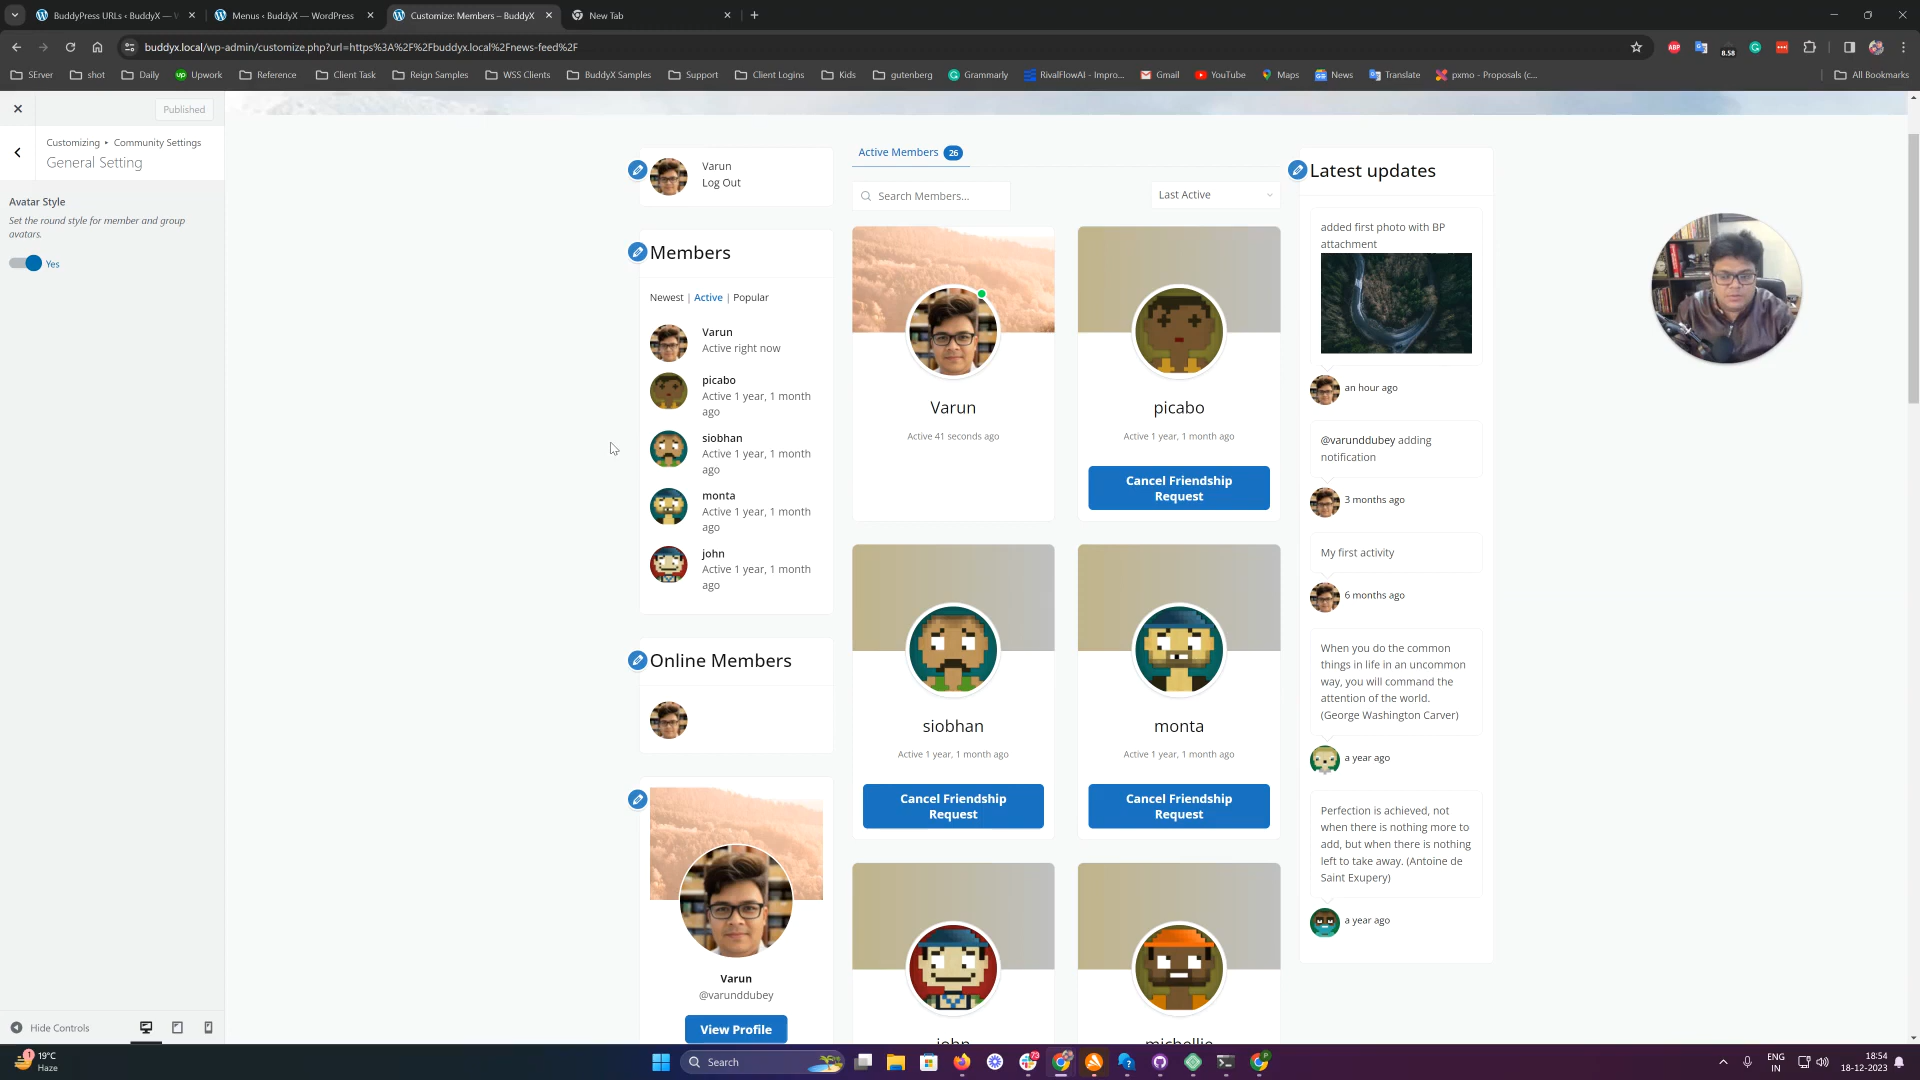 BuddyPress URLs ‹ BuddyX —
Menus ‹ BuddyX — WordPress
Customize: Members – BuddyX
New Tab
buddyx.local/wp-admin/customize.php?url=https%3A%2F%2Fbuddyx.local%2Fnews-feed%2F
ABP
8.58
SErver
shot
Daily
up
Upwork
Reference
Client Task
Reign Samples
WSS Clients
BuddyX Samples
Support
Client Logins
Kids
gutenberg
Grammarly
RivalFlowAI - Impro...
Gmail
YouTube
Maps
News
Translate
pxmo - Proposals (c...
All Bookmarks
Published
Customizing ▸ Community Settings
General Setting
Avatar Style
Set the round style for member and group
avatars.
Yes
Hide Controls
Varun
Log Out
Members
Newest | Active | Popular
Varun
Active right now
picabo
Active 1 year, 1 month
ago
siobhan
Active 1 year, 1 month
ago
monta
Active 1 year, 1 month
ago
john
Active 1 year, 1 month
ago
Online Members
Varun
@varunddubey
View Profile
Active Members 26
Search Members...
Last Active
Varun
Active 41 seconds ago
picabo
Active 1 year, 1 month ago
Cancel Friendship
Request
siobhan
Active 1 year, 1 month ago
Cancel Friendship
Request
monta
Active 1 year, 1 month ago
Cancel Friendship
Request
john
michellie
Latest updates
added first photo with BP
attachment
an hour ago
@varunddubey adding
notification
3 months ago
My first activity
6 months ago
When you do the common
things in life in an uncommon
way, you will command the
attention of the world.
(George Washington Carver)
a year ago
Perfection is achieved, not
when there is nothing more to
add, but when there is nothing
left to take away. (Antoine de
Saint Exupery)
a year ago
1
19°C
Haze
Search
73
ENG
IN
18:54
18-12-2023